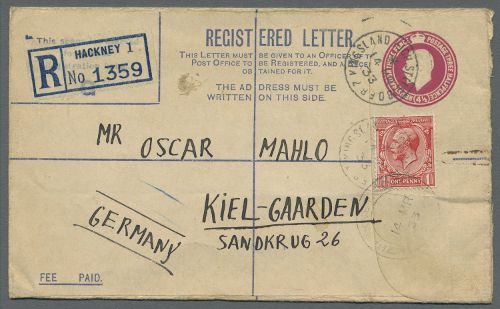 REGISTERED LETTER.
THIS LETTER MUST BE GIVEN TO AN OFFICER OF THE
POST OFFICE TO BE REGISTERED, AND A RECEIPT
OBTAINED FOR IT.
THE ADDRESS MUST BE
WRITTEN ON THIS SIDE.
HACKNEY 1
R No 1359
KINGSLAND
ONE PENNY
MR OSCAR MAHLO
KIEL-GAARDEN
SANDKRUG 26
GERMANY
FEE PAID.